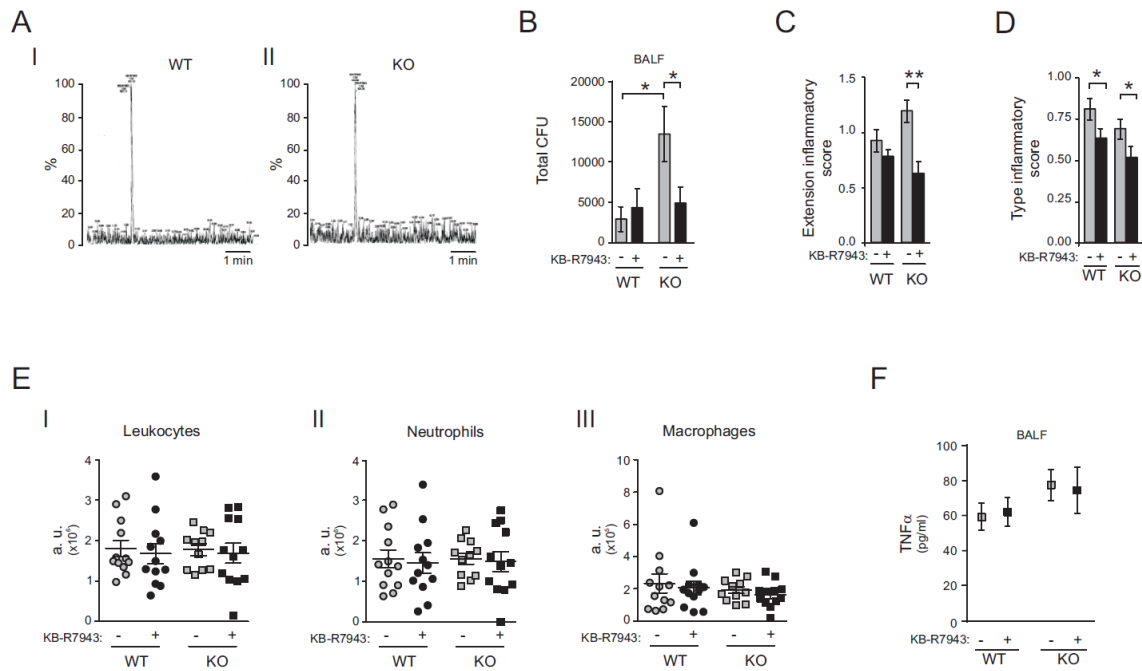 A
I
WT
%
100
80
60
40
20
0
1 min
II
KO
%
100
80
60
40
20
0
1 min
B
BALF
Total CFU
20000
15000
10000
5000
0
*
*
KB-R7943: - + - +
WT KO
C
Extension inflammatory
score
1.5
1.0
0.5
0.0
**
KB-R7943: - + - +
WT KO
D
Type inflammatory
score
1.00
0.75
0.50
0.25
0.00
*
*
KB-R7943: - + - +
WT KO
E
I
Leukocytes
a. u.
(x10⁶)
4
3
2
1
0
KB-R7943: - + - +
WT KO
II
Neutrophils
a. u.
(x10⁶)
4
3
2
1
0
- + - +
WT KO
III
Macrophages
a. u.
(x10⁵)
10
8
6
4
2
0
- + - +
WT KO
F
BALF
TNFα
(pg/ml)
100
80
60
40
20
0
KB-R7943: - + - +
WT KO